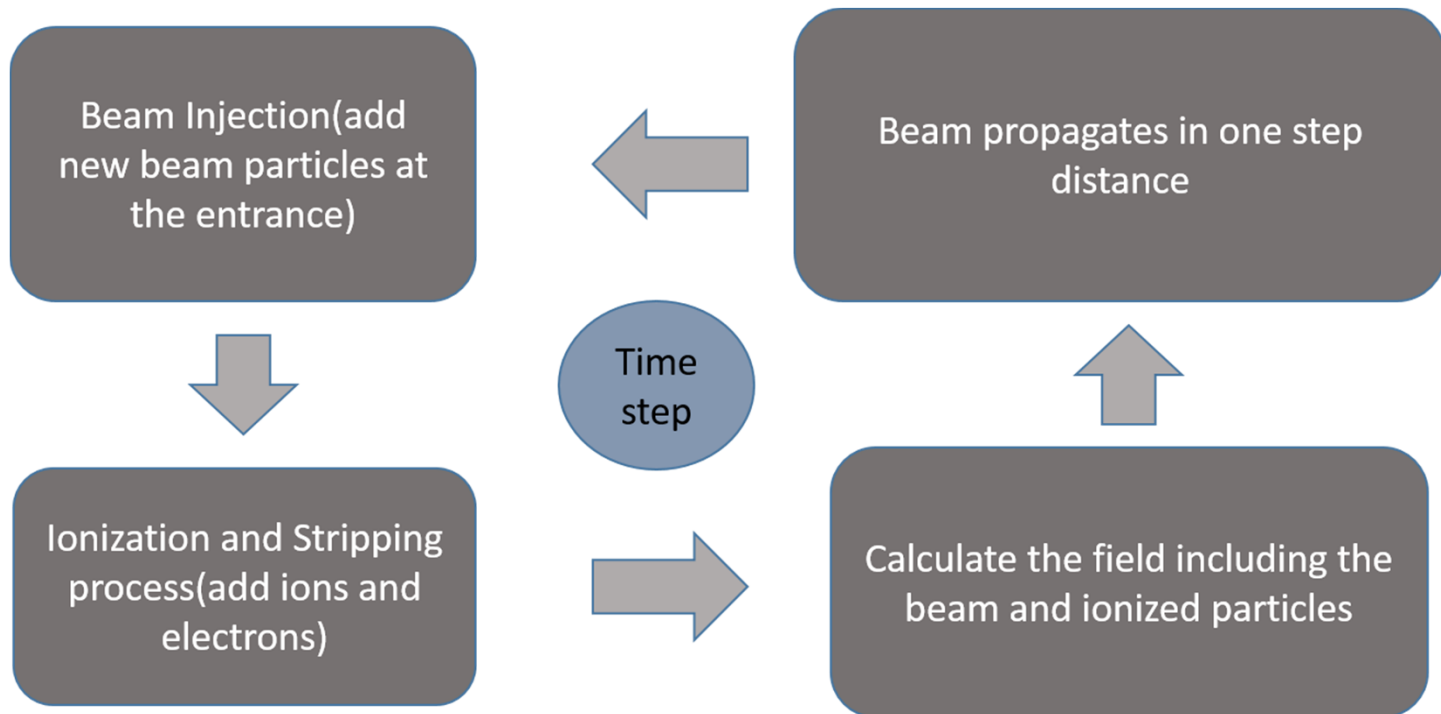 Beam Injection(add
new beam particles at
the entrance)
Beam propagates in one step
distance
Time
step
Ionization and Stripping
process(add ions and
electrons)
Calculate the field including the
beam and ionized particles